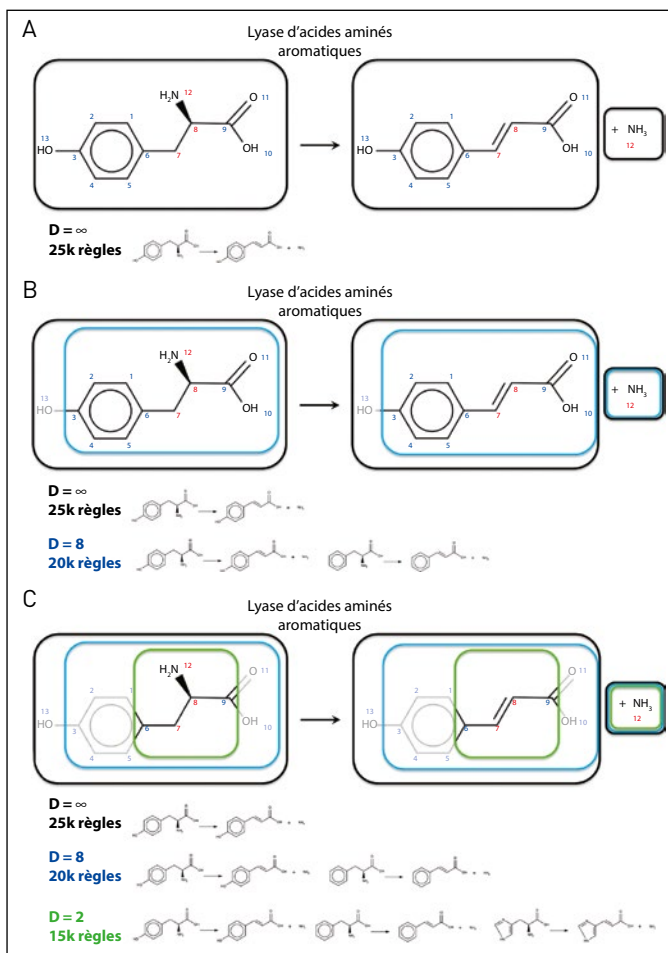 A
Lyase d'acides aminés
aromatiques
H₂N 12
O 11
13
2 1
8
9
HO 3
6 7
OH 10
4 5
2 1
O 11
13
8
9
HO 3
6 7
OH 10
4 5
+ NH₃
12
D = ∞
25k règles
B
Lyase d'acides aminés
aromatiques
H₂N 12
O 11
13
2 1
8
9
HO 3
6 7
OH 10
4 5
2 1
O 11
13
8
9
HO 3
6 7
OH 10
4 5
+ NH₃
12
D = ∞
25k règles
D = 8
20k règles
C
Lyase d'acides aminés
aromatiques
H₂N 12
O 11
13
2 1
8
9
HO 3
6 7
OH 10
4 5
2 1
O 11
13
8
9
HO 3
6 7
OH 10
4 5
+ NH₃
12
D = ∞
25k règles
D = 8
20k règles
D = 2
15k règles